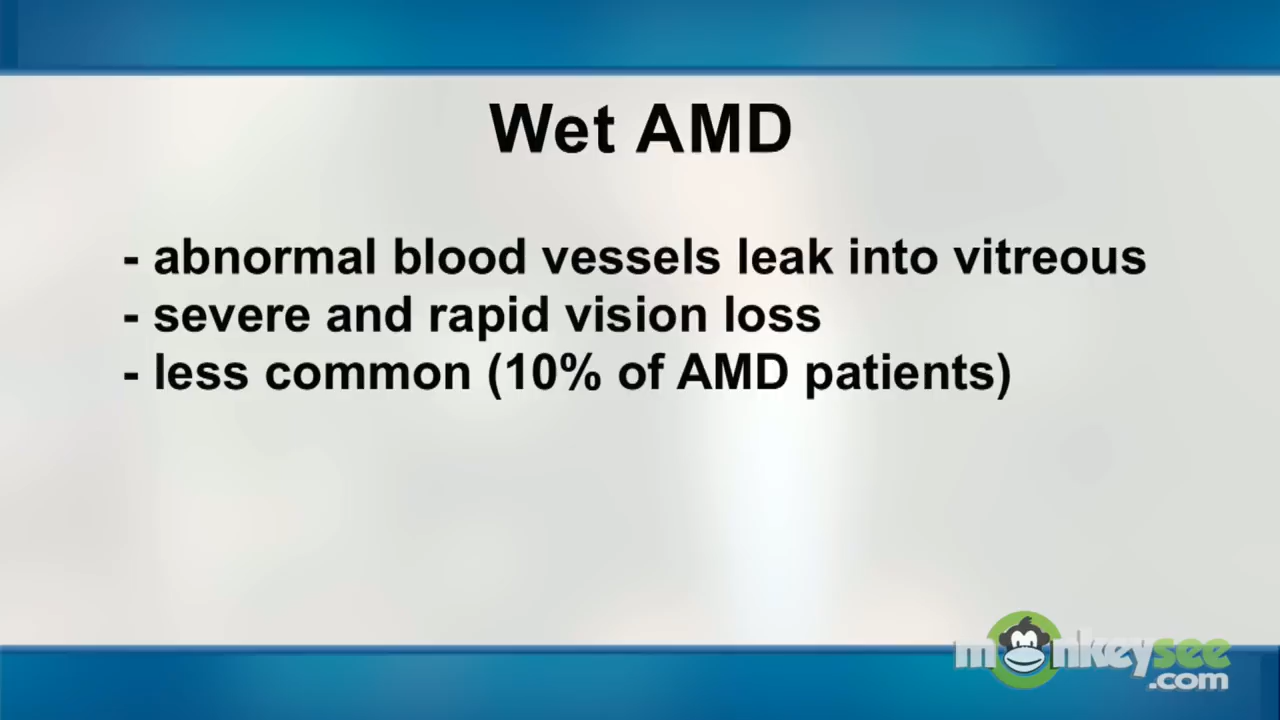 Wet AMD
- abnormal blood vessels leak into vitreous
- severe and rapid vision loss
- less common (10% of AMD patients)
monkeysee
.com